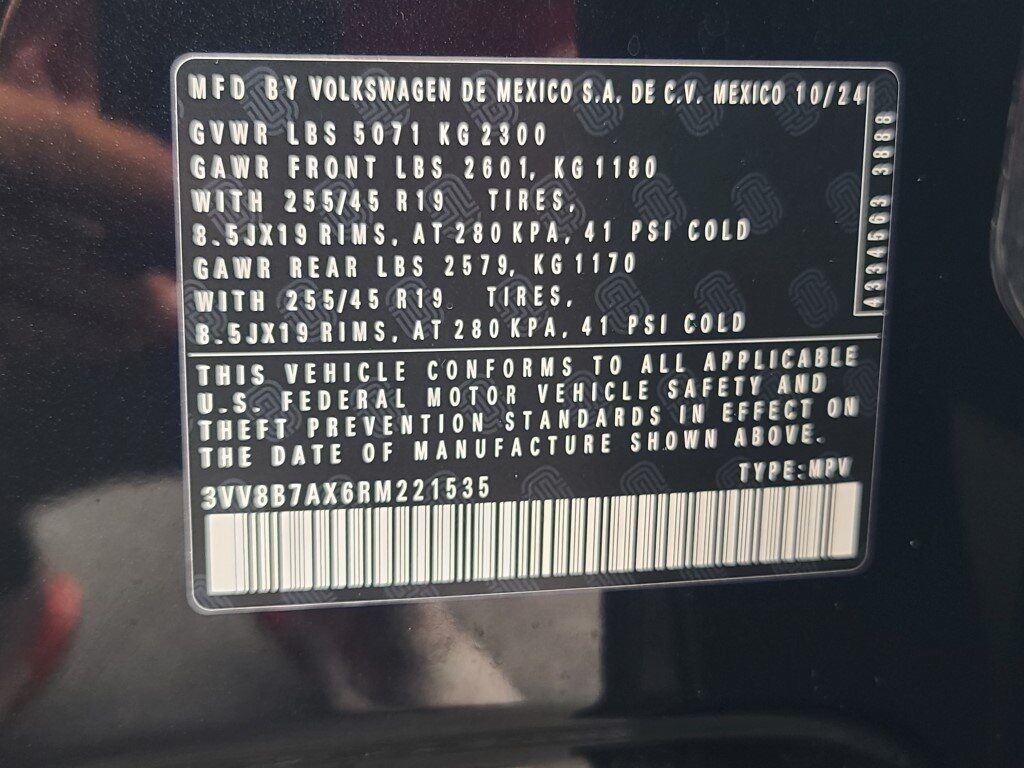 MFD BY VOLKSWAGEN DE MEXICO S.A. DE C.V. MEXICO 10/24
GVWR LBS 5071 KG 2300
GAWR FRONT LBS 2601, KG 1180
WITH 255/45 R19 TIRES,
8.5JX19 RIMS, AT 280 KPA, 41 PSI COLD
GAWR REAR LBS 2579, KG 1170
WITH 255/45 R19 TIRES,
8.5JX19 RIMS, AT 280 KPA, 41 PSI COLD
4334563 3888
THIS VEHICLE CONFORMS TO ALL APPLICABLE
U.S. FEDERAL MOTOR VEHICLE SAFETY AND
THEFT PREVENTION STANDARDS IN EFFECT ON
THE DATE OF MANUFACTURE SHOWN ABOVE.
TYPE:MPV
3VV8B7AX6RM221535